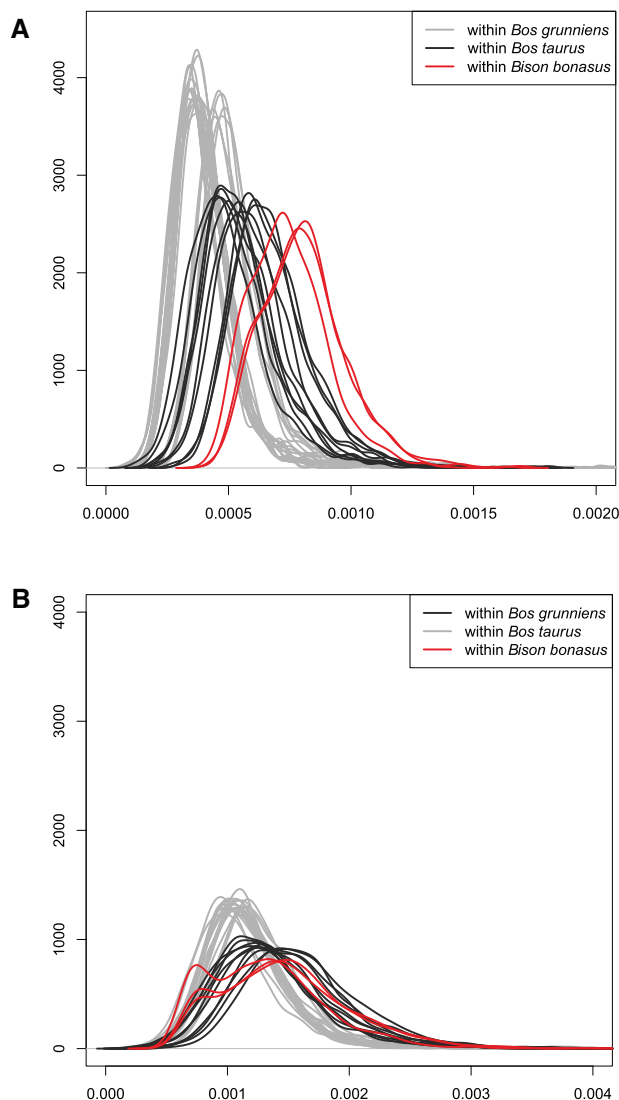 A
within Bos grunniens
within Bos taurus
within Bison bonasus
4000
3000
2000
1000
0
0.0000 0.0005 0.0010 0.0015 0.0020
B
within Bos grunniens
within Bos taurus
within Bison bonasus
4000
3000
2000
1000
0
0.000 0.001 0.002 0.003 0.004